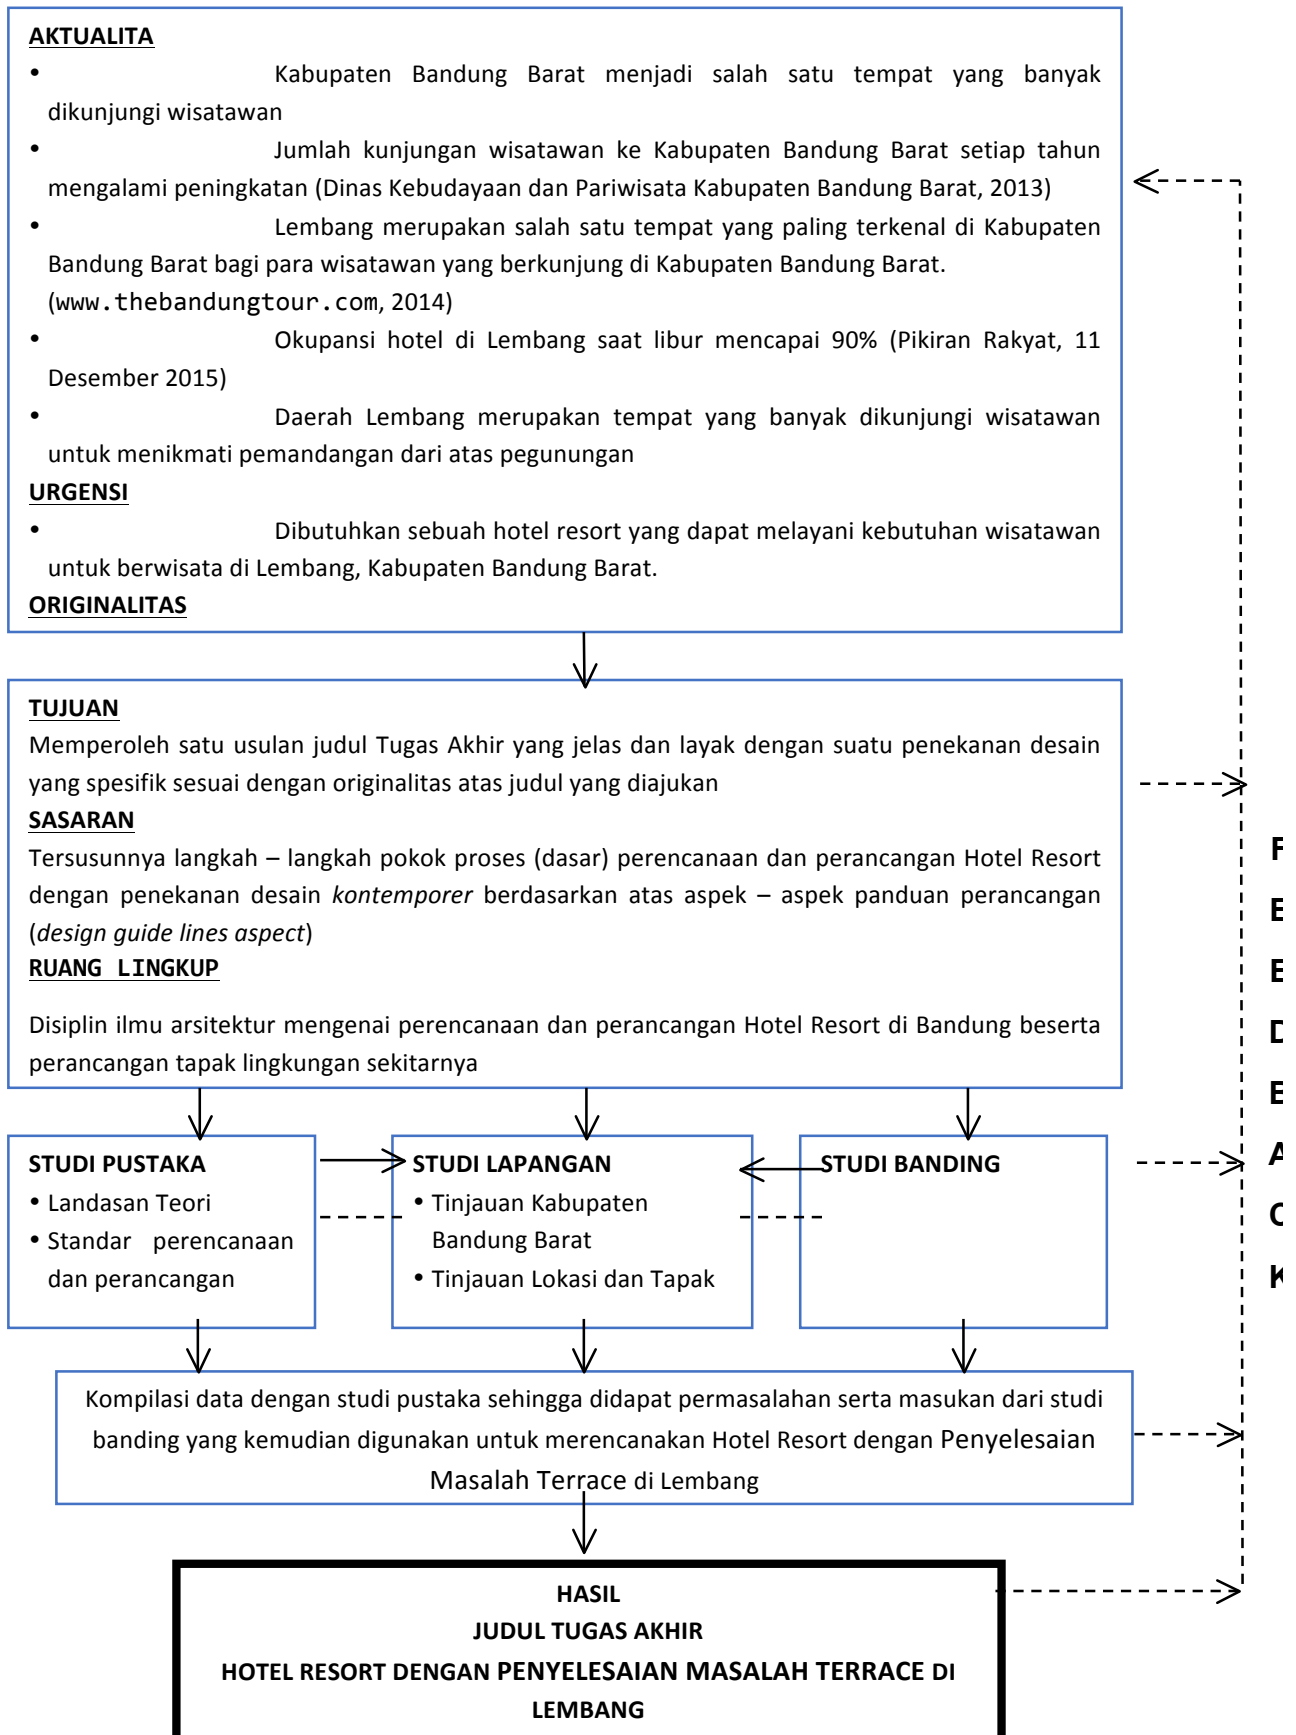 AKTUALITA
• Kabupaten Bandung Barat menjadi salah satu tempat yang banyak
dikunjungi wisatawan
• Jumlah kunjungan wisatawan ke Kabupaten Bandung Barat setiap tahun
mengalami peningkatan (Dinas Kebudayaan dan Pariwisata Kabupaten Bandung Barat, 2013)
• Lembang merupakan salah satu tempat yang paling terkenal di Kabupaten
Bandung Barat bagi para wisatawan yang berkunjung di Kabupaten Bandung Barat.
(www.thebandungtour.com, 2014)
• Okupansi hotel di Lembang saat libur mencapai 90% (Pikiran Rakyat, 11
Desember 2015)
• Daerah Lembang merupakan tempat yang banyak dikunjungi wisatawan
untuk menikmati pemandangan dari atas pegunungan
URGENSI
• Dibutuhkan sebuah hotel resort yang dapat melayani kebutuhan wisatawan
untuk berwisata di Lembang, Kabupaten Bandung Barat.
ORIGINALITAS
TUJUAN
Memperoleh satu usulan judul Tugas Akhir yang jelas dan layak dengan suatu penekanan desain
yang spesifik sesuai dengan originalitas atas judul yang diajukan
SASARAN
Tersusunnya langkah – langkah pokok proses (dasar) perencanaan dan perancangan Hotel Resort
dengan penekanan desain kontemporer berdasarkan atas aspek – aspek panduan perancangan
(design guide lines aspect)
RUANG LINGKUP
Disiplin ilmu arsitektur mengenai perencanaan dan perancangan Hotel Resort di Bandung beserta
perancangan tapak lingkungan sekitarnya
STUDI PUSTAKA
• Landasan Teori
• Standar perencanaan
dan perancangan
STUDI LAPANGAN
• Tinjauan Kabupaten
Bandung Barat
• Tinjauan Lokasi dan Tapak
STUDI BANDING
Kompilasi data dengan studi pustaka sehingga didapat permasalahan serta masukan dari studi
banding yang kemudian digunakan untuk merencanakan Hotel Resort dengan Penyelesaian
Masalah Terrace di Lembang
HASIL
JUDUL TUGAS AKHIR
HOTEL RESORT DENGAN PENYELESAIAN MASALAH TERRACE DI
LEMBANG
F
E
E
D
E
A
C
K